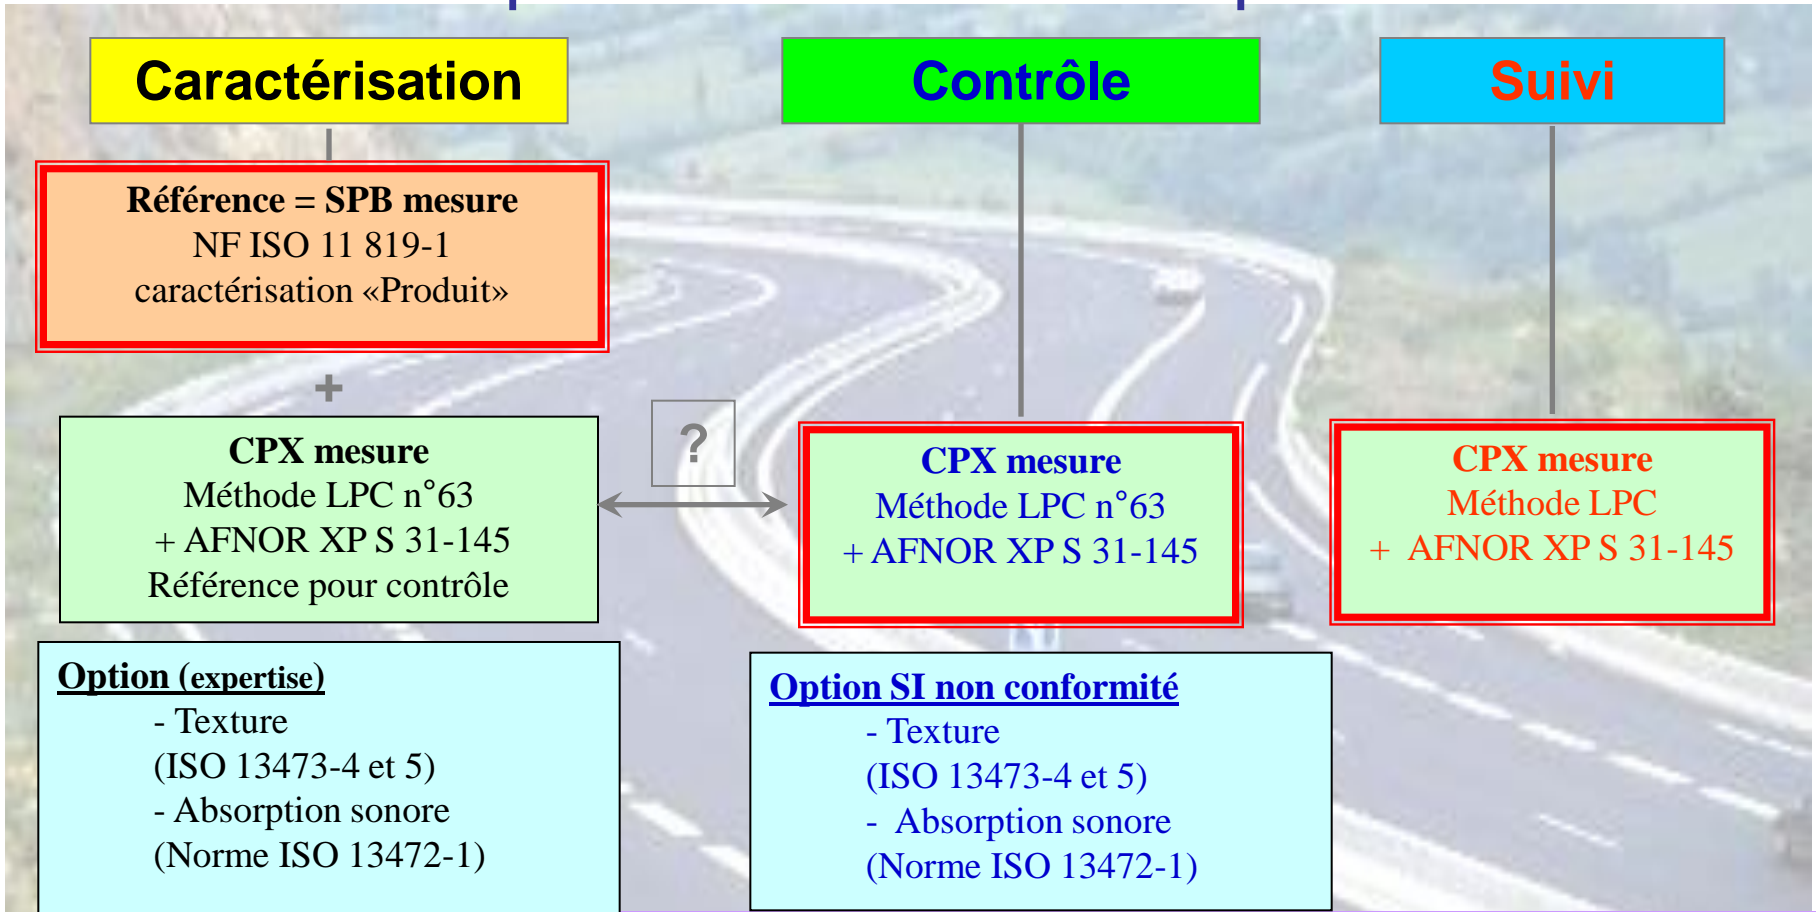 Caractérisation
Référence = SPB mesure
NF ISO 11 819-1
caractérisation «Produit»
+
CPX mesure
Méthode LPC n°63
+ AFNOR XP S 31-145
Référence pour contrôle
Option (expertise)
- Texture
(ISO 13473-4 et 5)
- Absorption sonore
(Norme ISO 13472-1)
?
Contrôle
CPX mesure
Méthode LPC n°63
+ AFNOR XP S 31-145
Option SI non conformité
- Texture
(ISO 13473-4 et 5)
- Absorption sonore
(Norme ISO 13472-1)
Suivi
CPX mesure
Méthode LPC
+ AFNOR XP S 31-145